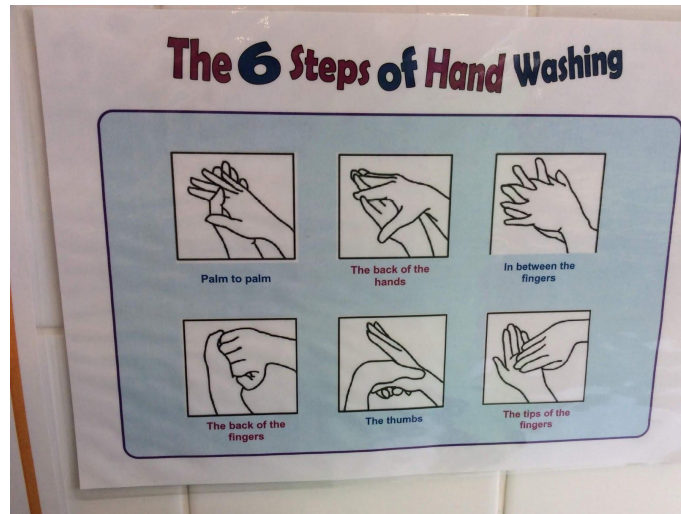 The 6 Steps of Hand Washing
Palm to palm
The back of the
hands
In between the
fingers
The back of the
fingers
The thumbs
The tips of the
fingers